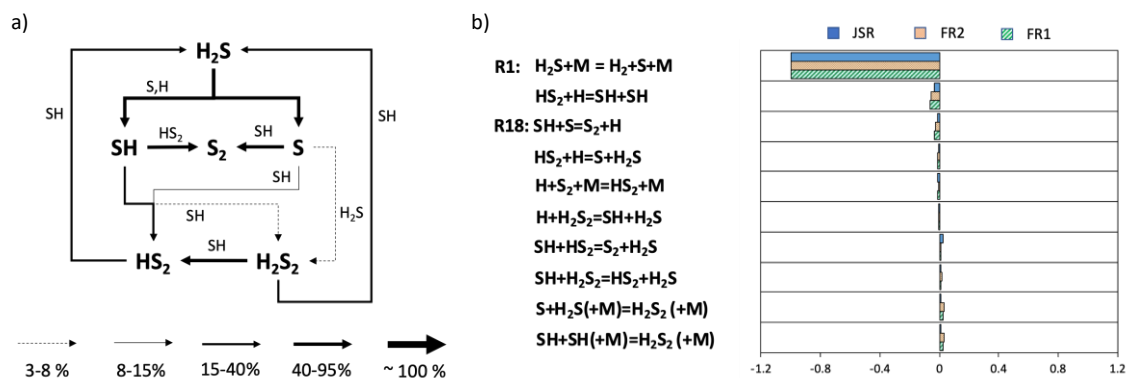 a)
H₂S
S,H
SH
SH
SH
HS₂
S₂
SH
S
SH
H₂S
SH
HS₂
SH
H₂S₂
3-8 %
8-15%
15-40%
40-95%
~ 100 %
b)
JSR
FR2
FR1
R1: H₂S+M = H₂+S+M
HS₂+H=SH+SH
R18: SH+S=S₂+H
HS₂+H=S+H₂S
H+S₂+M=HS₂+M
H+H₂S₂=SH+H₂S
SH+HS₂=S₂+H₂S
SH+H₂S₂=HS₂+H₂S
S+H₂S(+M)=H₂S₂ (+M)
SH+SH(+M)=H₂S₂ (+M)
-1.2 -0.8 -0.4 0 0.4 0.8 1.2